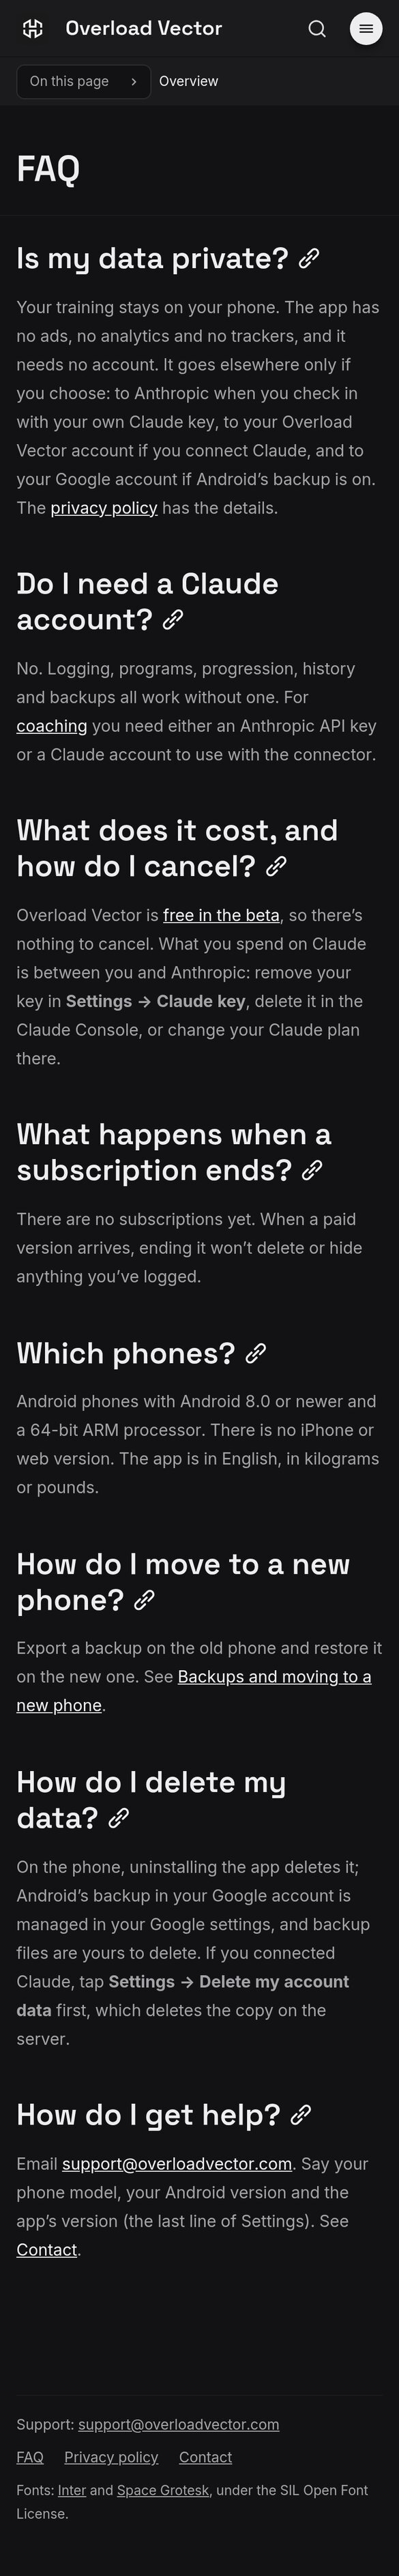 Overload Vector
On this page
Overview
FAQ
Is my data private?
Your training stays on your phone. The app has
no ads, no analytics and no trackers, and it
needs no account. It goes elsewhere only if
you choose: to Anthropic when you check in
with your own Claude key, to your Overload
Vector account if you connect Claude, and to
your Google account if Android’s backup is on.
The privacy policy has the details.
Do I need a Claude
account?
No. Logging, programs, progression, history
and backups all work without one. For
coaching you need either an Anthropic API key
or a Claude account to use with the connector.
What does it cost, and
how do I cancel?
Overload Vector is free in the beta, so there’s
nothing to cancel. What you spend on Claude
is between you and Anthropic: remove your
key in Settings → Claude key, delete it in the
Claude Console, or change your Claude plan
there.
What happens when a
subscription ends?
There are no subscriptions yet. When a paid
version arrives, ending it won’t delete or hide
anything you’ve logged.
Which phones?
Android phones with Android 8.0 or newer and
a 64-bit ARM processor. There is no iPhone or
web version. The app is in English, in kilograms
or pounds.
How do I move to a new
phone?
Export a backup on the old phone and restore it
on the new one. See Backups and moving to a
new phone.
How do I delete my
data?
On the phone, uninstalling the app deletes it;
Android’s backup in your Google account is
managed in your Google settings, and backup
files are yours to delete. If you connected
Claude, tap Settings → Delete my account
data first, which deletes the copy on the
server.
How do I get help?
Email support@overloadvector.com. Say your
phone model, your Android version and the
app’s version (the last line of Settings). See
Contact.
Support: support@overloadvector.com
FAQ Privacy policy Contact
Fonts: Inter and Space Grotesk, under the SIL Open Font
License.